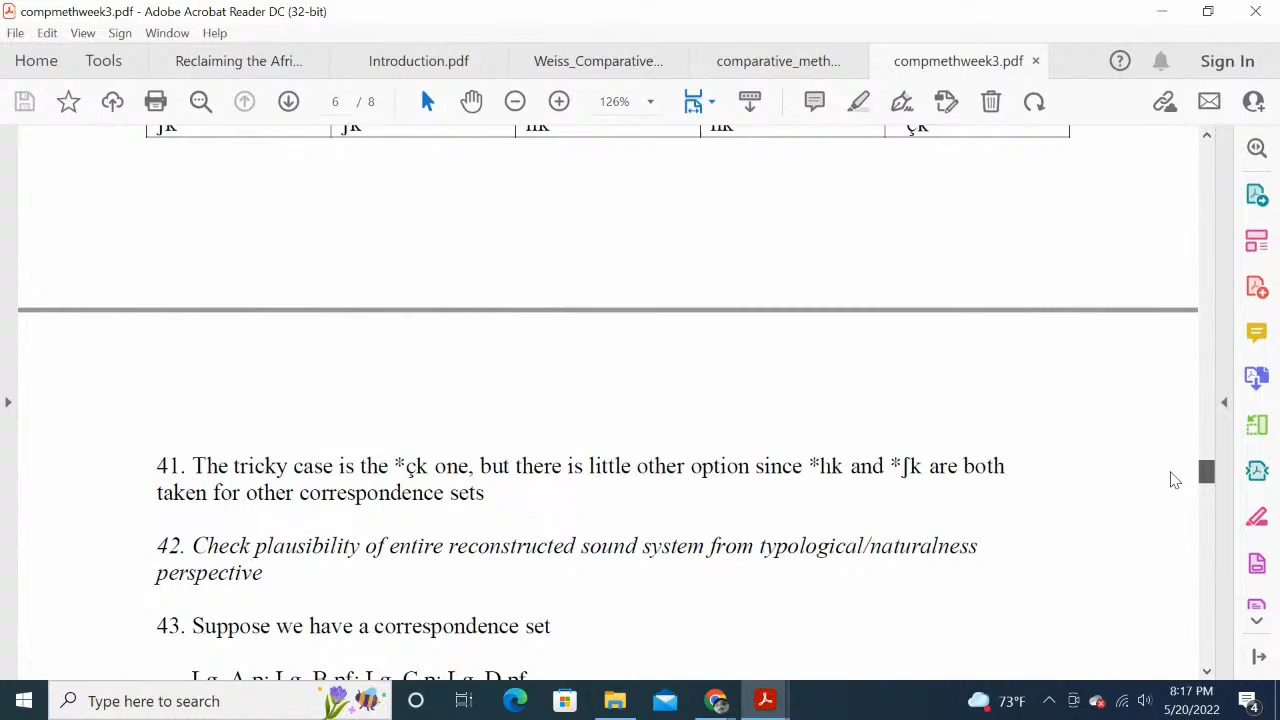 compmethweek3.pdf - Adobe Acrobat Reader DC (32-bit)
File Edit View Sign Window Help
Home Tools Reclaiming the Afri... Introduction.pdf Weiss_Comparative... comparative_meth... compmethweek3.pdf × Sign In
6 / 8 126%
41. The tricky case is the *çk one, but there is little other option since *hk and *ʃk are both
taken for other correspondence sets
42. Check plausibility of entire reconstructed sound system from typological/naturalness
perspective
43. Suppose we have a correspondence set
Type here to search
73°F
8:17 PM
5/20/2022
4